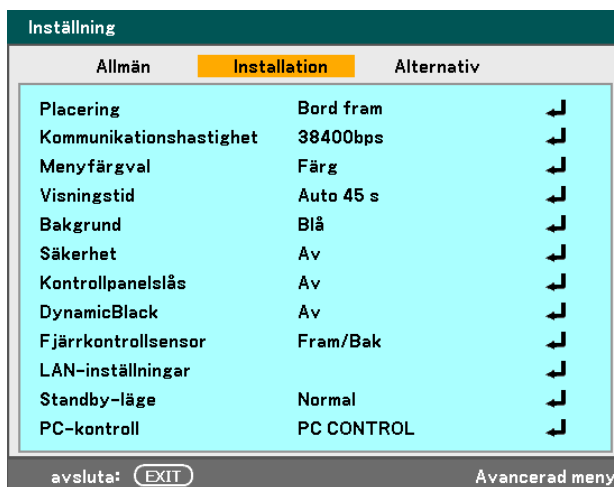 Inställning
Allmän Installation Alternativ
Placering Bord fram
Kommunikationshastighet 38400bps
Menyfärgval Färg
Visningstid Auto 45 s
Bakgrund Blå
Säkerhet Av
Kontrollpanelslås Av
DynamicBlack Av
Fjärrkontrollsensor Fram/Bak
LAN-inställningar
Standby-läge Normal
PC-kontroll PC CONTROL
avsluta: EXIT Avancerad meny